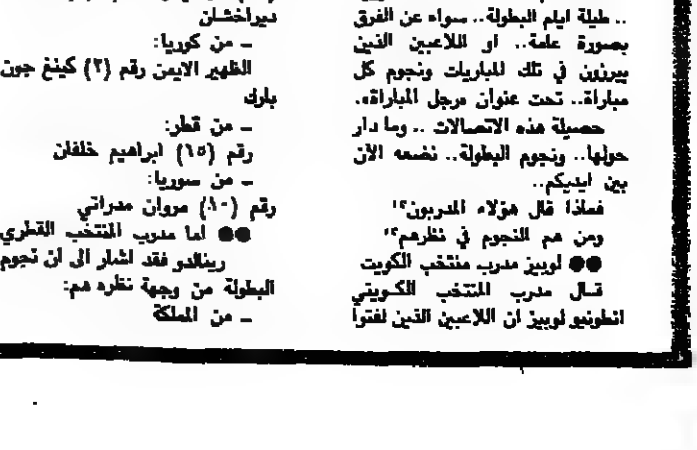 .. طيلة ايام البطولة.. سواء عن الفرق
بصورة عامة.. او اللاعبين الذين
يبرزون في تلك المباريات ونجوم كل
مباراة.. تحت عنوان «رجل المباراة».
حصيلة هذه الاتصالات .. وما دار
حولها.. ونجوم البطولة.. نضعه الآن
بين ايديكم..
فماذا قال هؤلاء المدربون؟!
ومن هم النجوم في نظرهم؟!
●● لوبيز مدرب منتخب الكويت
قال مدرب المنتخب الكويتي
انطونيو لوبيز ان اللاعبين الذين لفتوا
ديراخشان
ــ من كوريا:
الظهير الايمن رقم (٢) كينغ جون
بارك
ــ من قطر:
رقم (١٥) ابراهيم خلفان
ــ من سوريا:
رقم (١٠) مروان مدراتي
●● اما مدرب المنتخب القطري
رينالدو فقد اشار الى ان نجوم
البطولة من وجهة نظره هم:
ــ من المملكة